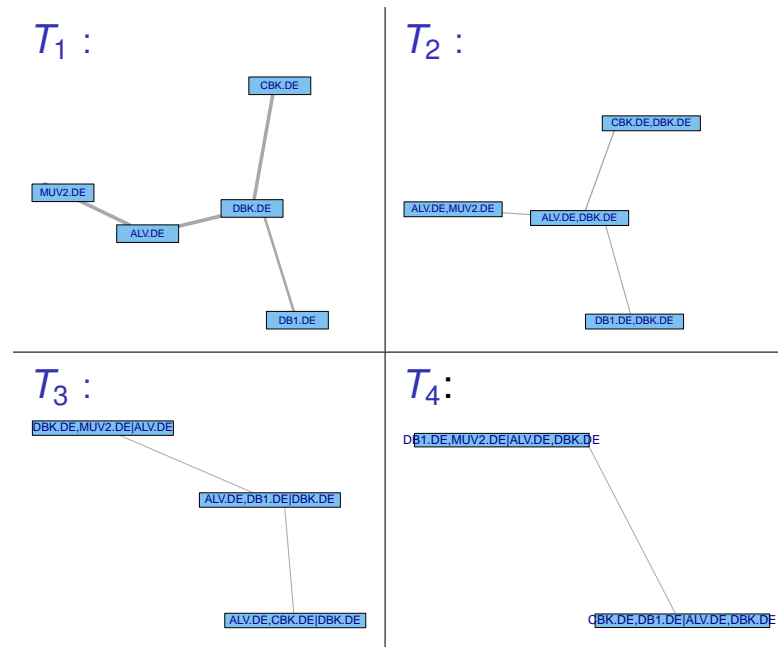 T1 :
CBK.DE
MUV2.DE
DBK.DE
ALV.DE
DB1.DE
T2 :
CBK.DE,DBK.DE
ALV.DE,MUV2.DE
ALV.DE,DBK.DE
DB1.DE,DBK.DE
T3 :
DBK.DE,MUV2.DE|ALV.DE
ALV.DE,DB1.DE|DBK.DE
ALV.DE,CBK.DE|DBK.DE
T4:
DB1.DE,MUV2.DE|ALV.DE,DBK.DE
CBK.DE,DB1.DE|ALV.DE,DBK.DE